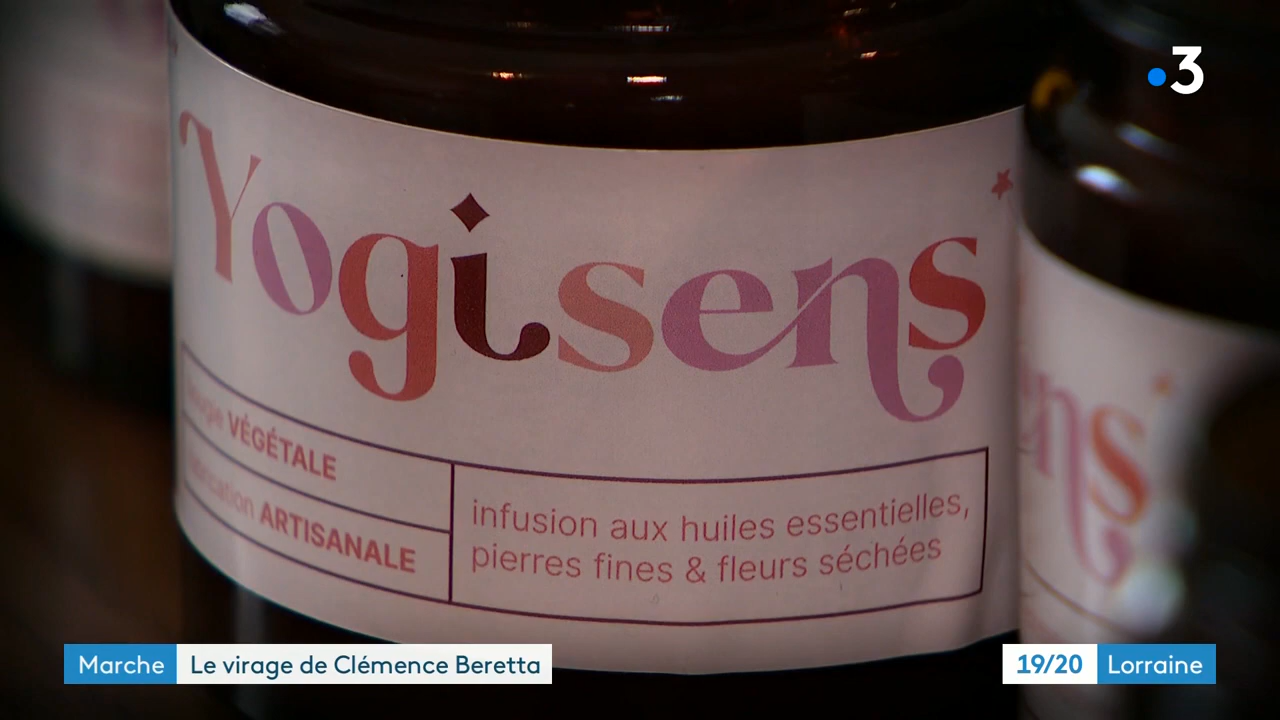 3
Yogisens
VÉGÉTALE
ARTISANALE
infusion aux huiles essentielles,
pierres fines & fleurs séchées
ens
Marche Le virage de Clémence Beretta
19/20 Lorraine